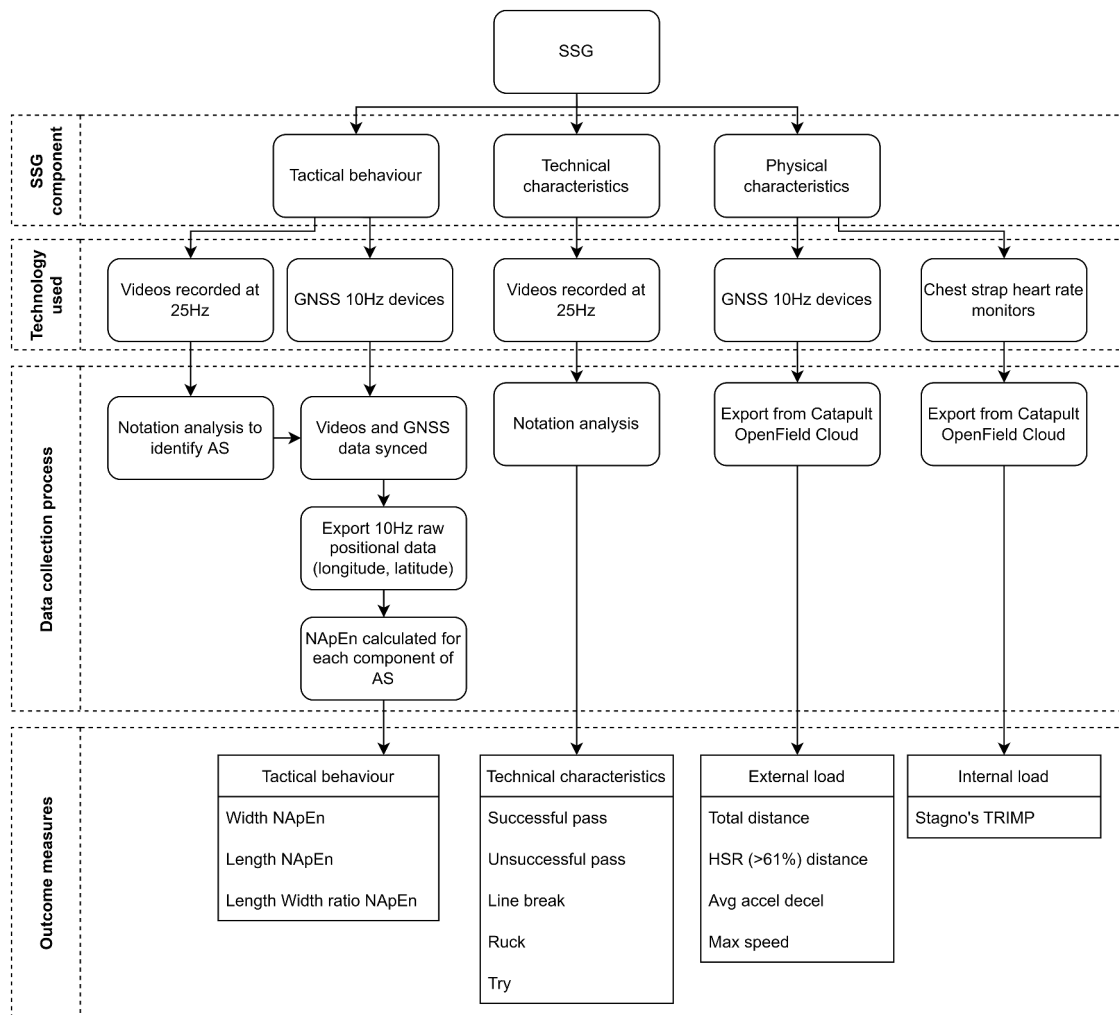 SSG
SSG
component
Tactical behaviour
Technical
characteristics
Physical
characteristics
Technology
used
Videos recorded at
25Hz
GNSS 10Hz devices
Videos recorded at
25Hz
GNSS 10Hz devices
Chest strap heart rate
monitors
Data collection process
Notation analysis to
identify AS
Videos and GNSS
data synced
Notation analysis
Export from Catapult
OpenField Cloud
Export from Catapult
OpenField Cloud
Export 10Hz raw
positional data
(longitude, latitude)
NApEn calculated for
each component of
AS
Outcome measures
Tactical behaviour
Width NApEn
Length NApEn
Length Width ratio NApEn
Technical characteristics
Successful pass
Unsuccessful pass
Line break
Ruck
Try
External load
Total distance
HSR (>61%) distance
Avg accel decel
Max speed
Internal load
Stagno's TRIMP